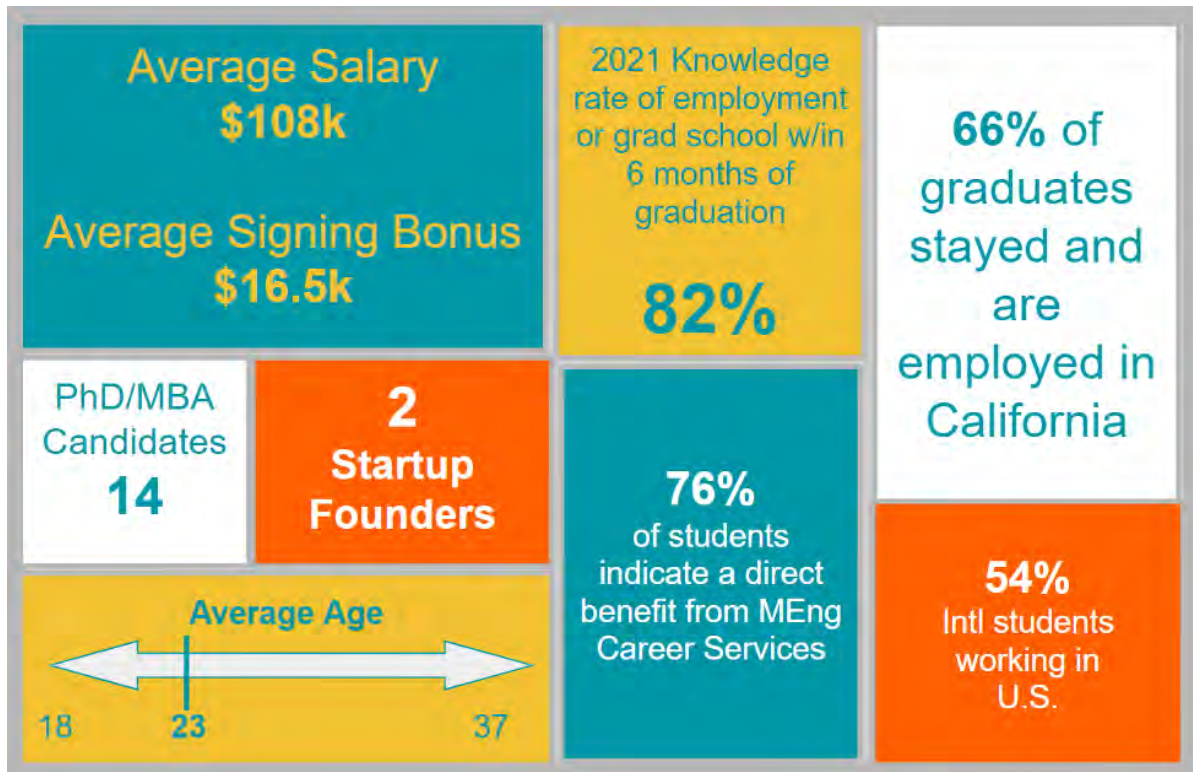 Average Salary
$108k
Average Signing Bonus
$16.5k
2021 Knowledge
rate of employment
or grad school w/in
6 months of
graduation
82%
66% of
graduates
stayed and
are
employed in
California
PhD/MBA
Candidates
14
2
Startup
Founders
76%
of students
indicate a direct
benefit from MEng
Career Services
54%
Intl students
working in
U.S.
Average Age
18 23 37